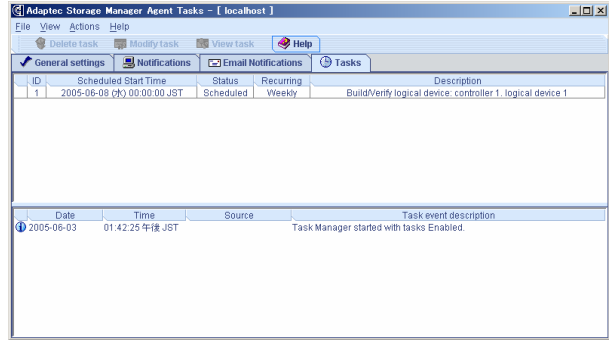 Adaptec Storage Manager Agent Tasks - [ localhost ]
File View Actions Help
Delete task Modify task View task Help
General settings Notifications Email Notifications Tasks
ID Scheduled Start Time Status Recurring Description
1 2005-06-08 (水) 00:00:00 JST Scheduled Weekly Build/Verify logical device: controller 1. logical device 1
Date Time Source Task event description
2005-06-03 01:42:25 午後 JST Task Manager started with tasks Enabled.